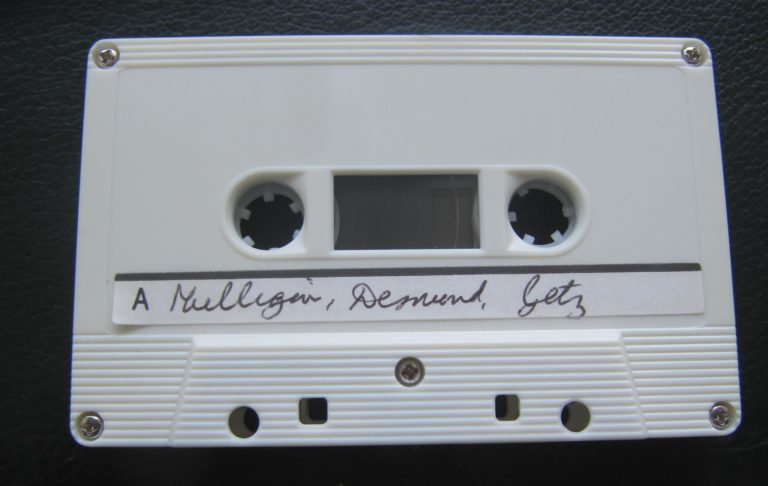 A Mulligan, Desmond, Getz